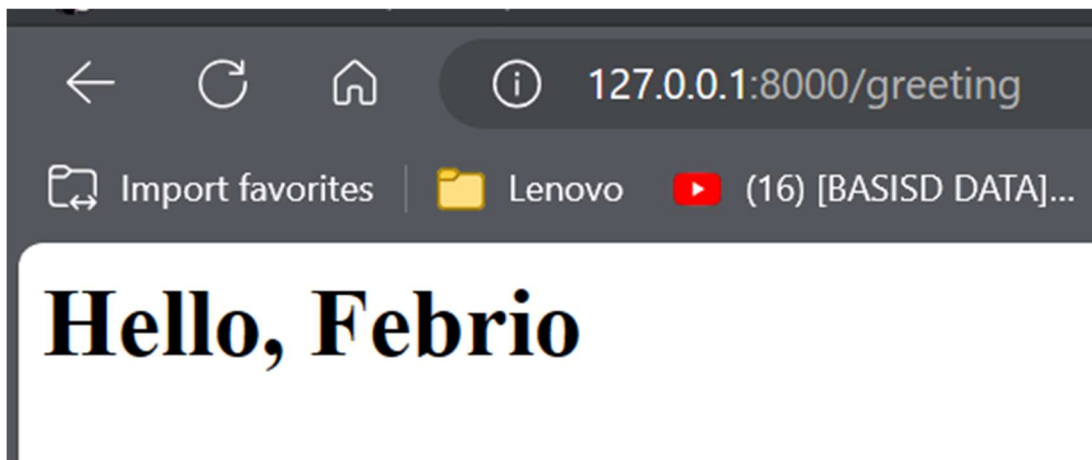 127.0.0.1:8000/greeting
Import favorites Lenovo (16) [BASISD DATA]...
Hello, Febrio